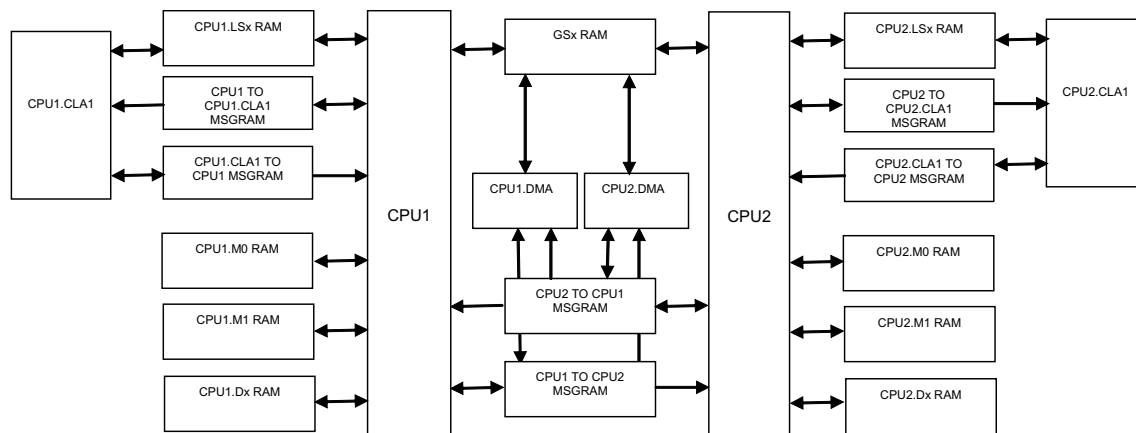 CPU1.CLA1
CPU1.LSx RAM
CPU1 TO
CPU1.CLA1
MSGRAM
CPU1.CLA1 TO
CPU1 MSGRAM
CPU1.M0 RAM
CPU1.M1 RAM
CPU1.Dx RAM
CPU1
GSx RAM
CPU1.DMA
CPU2.DMA
CPU2 TO CPU1
MSGRAM
CPU1 TO CPU2
MSGRAM
CPU2
CPU2.LSx RAM
CPU2 TO
CPU2.CLA1
MSGRAM
CPU2.CLA1 TO
CPU2 MSGRAM
CPU2.M0 RAM
CPU2.M1 RAM
CPU2.Dx RAM
CPU2.CLA1